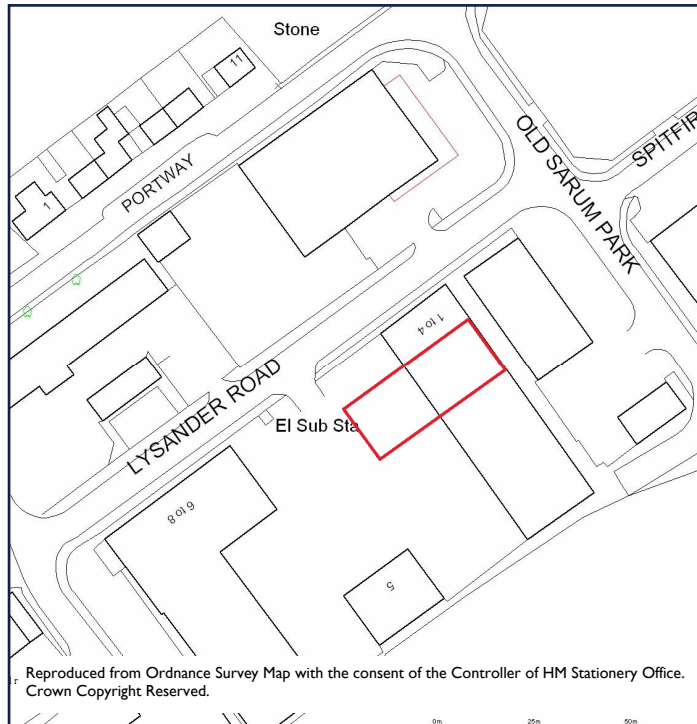 Stone
11
OLD SARUM PARK
SPITFIR
PORTWAY
1
1 to 4
LYSANDER ROAD
El Sub Sta
6 to 8
5
Reproduced from Ordnance Survey Map with the consent of the Controller of HM Stationery Office.
Crown Copyright Reserved.
0m 25m 50m